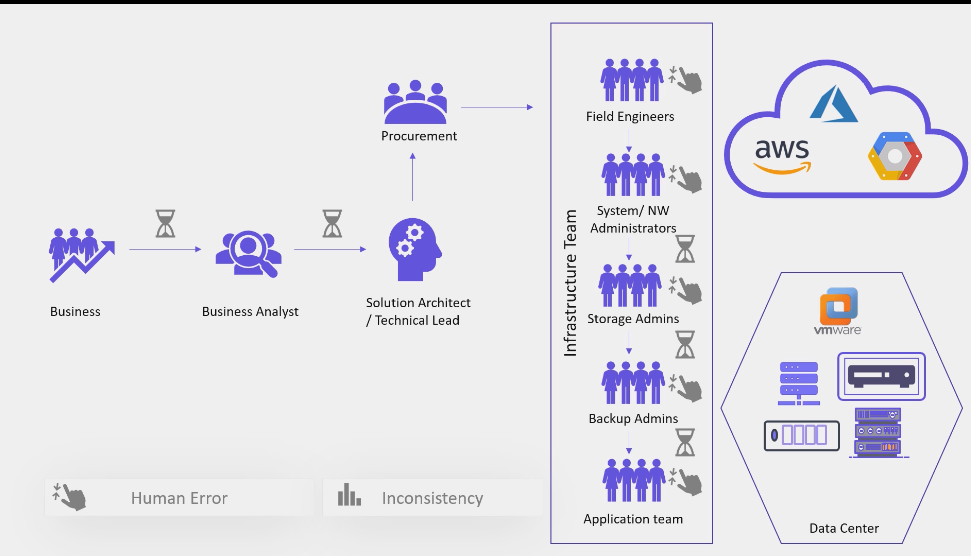 Procurement
Business
Business Analyst
Solution Architect
/ Technical Lead
Infrastructure Team
Field Engineers
System/ NW
Administrators
Storage Admins
Backup Admins
Application team
aws
vmware
Data Center
Human Error
Inconsistency